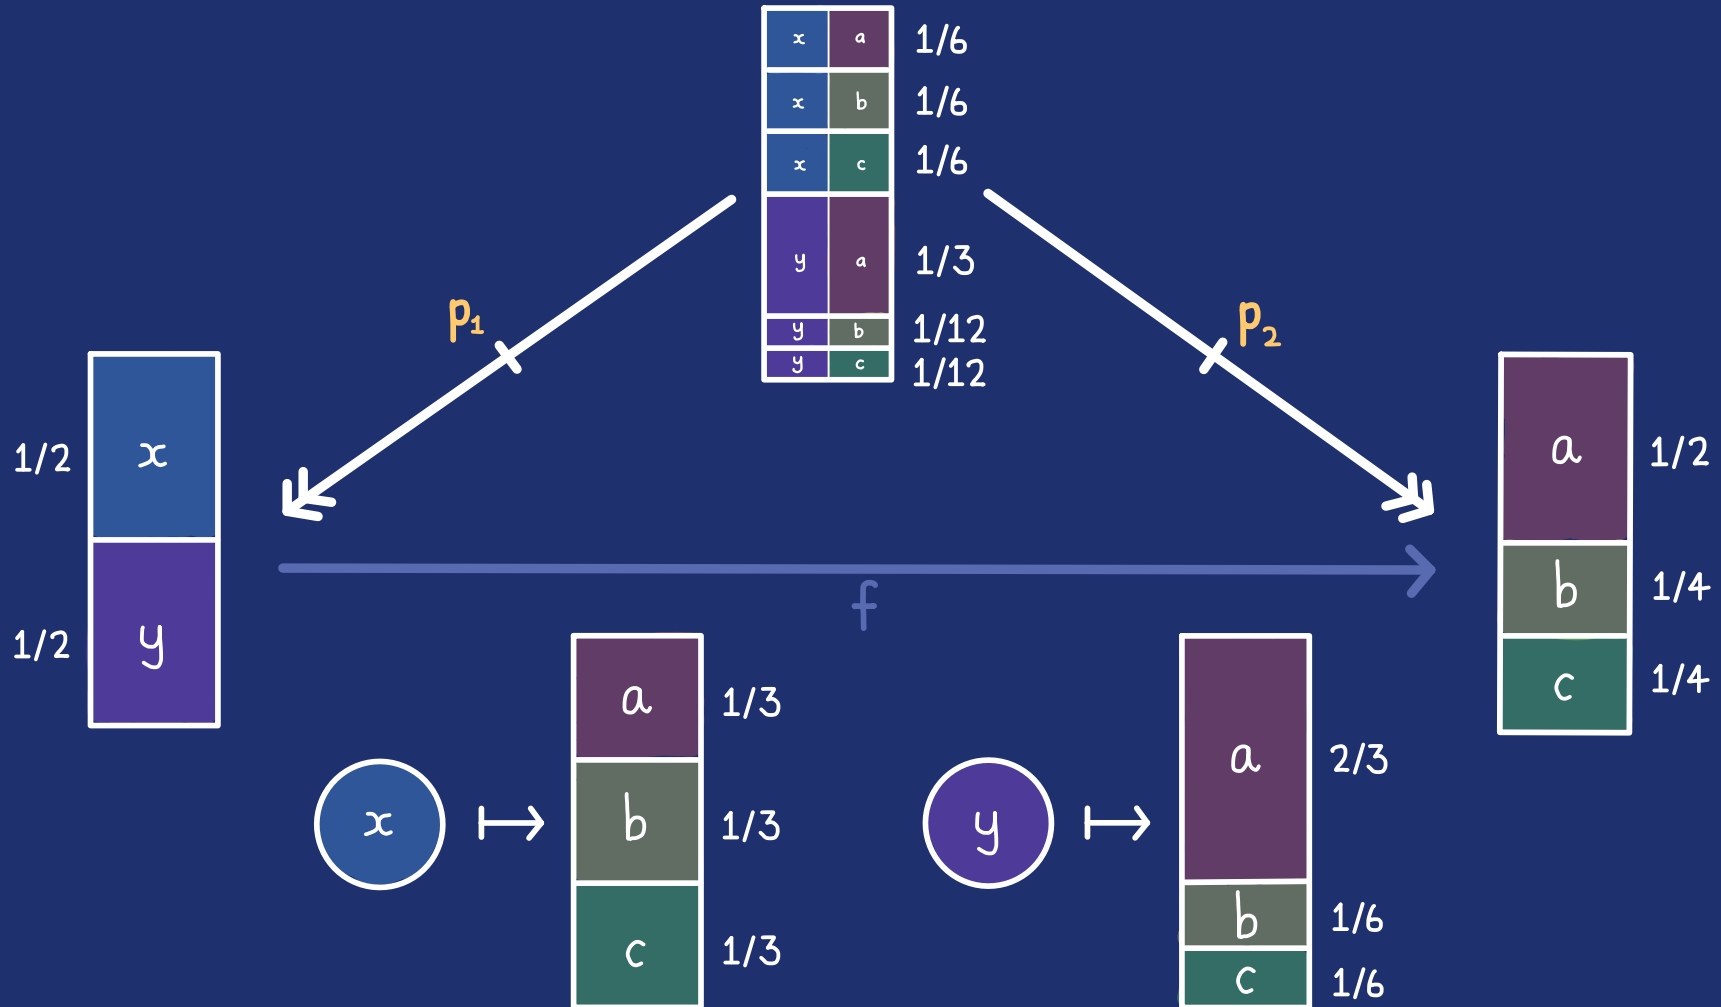 x a 1/6
x b 1/6
x c 1/6
y a 1/3
y b 1/12
y c 1/12
p₁
p₂
1/2 x
1/2 y
a 1/2
b 1/4
c 1/4
f
x
a 1/3
b 1/3
c 1/3
y
a 2/3
b 1/6
c 1/6